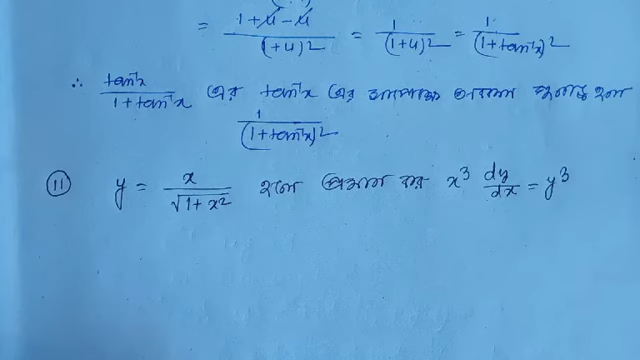 = (1 + u - u) / (1+u)² = 1 / (1+u)² = 1 / (1+tan⁻¹x)²
∴ tan⁻¹x / (1 + tan⁻¹x) এর tan⁻¹x এর সাপেক্ষে অবকল হলো
1 / (1+tan⁻¹x)²
(11) y = x / √(1+x²) হলে প্রমাণ কর x³ dy/dx = y³